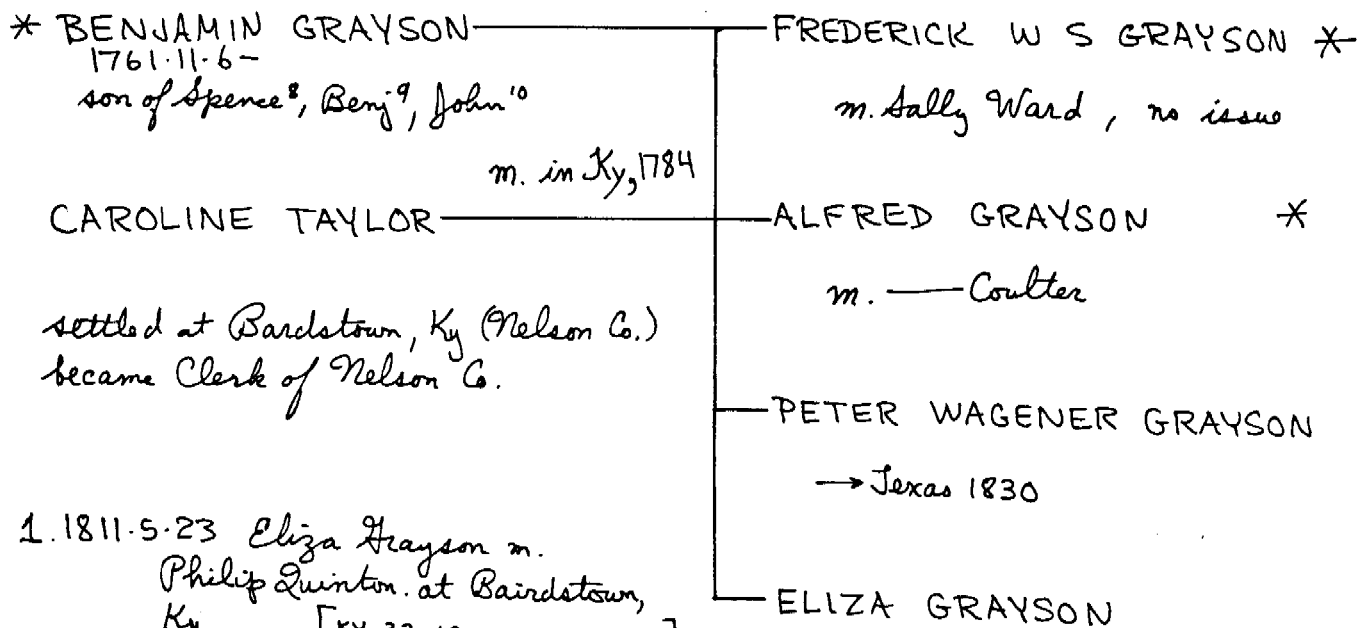 * BENJAMIN GRAYSON
1761·11·6-
son of Spence⁸, Benj⁹, John¹⁰
m. in Ky, 1784
CAROLINE TAYLOR
settled at Bardstown, Ky (Nelson Co.)
became Clerk of Nelson Co.
1. 1811·5·23 Eliza Grayson m.
Philip Quinton. at Bairdstown,
Ky
FREDERICK W S GRAYSON *
m. Sally Ward, no issue
ALFRED GRAYSON *
m. —— Coulter
PETER WAGENER GRAYSON
→ Texas 1830
ELIZA GRAYSON